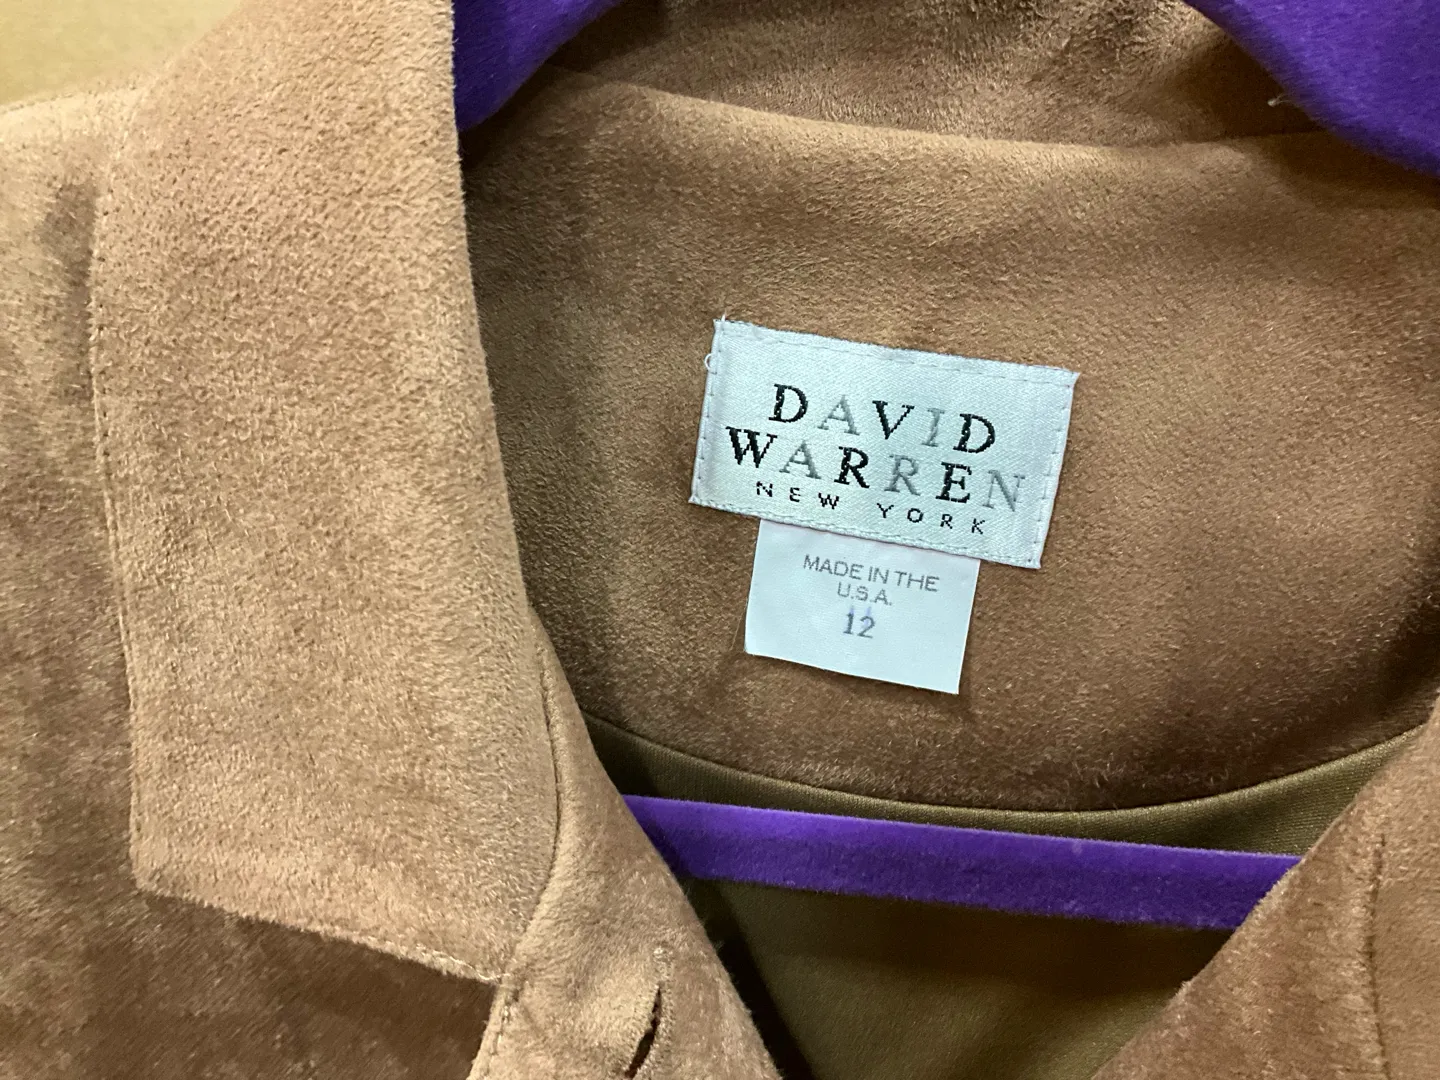 DAVID
WARREN
NEW YORK
MADE IN THE
U.S.A.
12